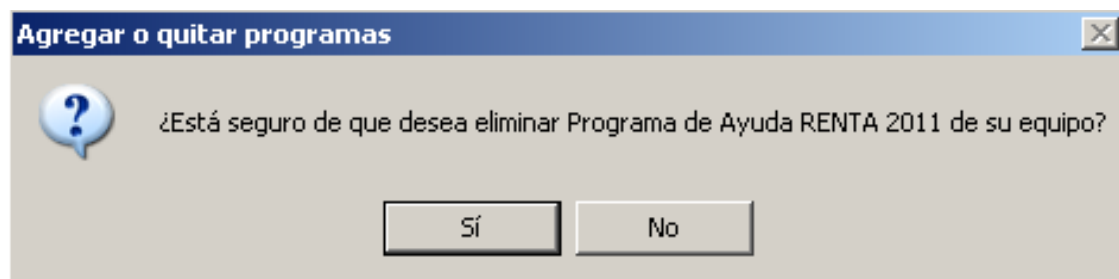 Agregar o quitar programas
¿Está seguro de que desea eliminar Programa de Ayuda RENTA 2011 de su equipo?
Sí
No